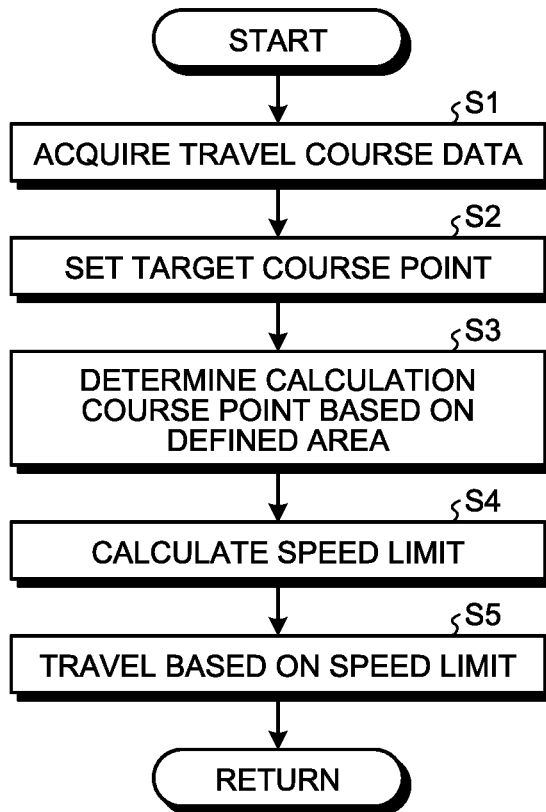 START
S1
ACQUIRE TRAVEL COURSE DATA
S2
SET TARGET COURSE POINT
S3
DETERMINE CALCULATION
COURSE POINT BASED ON
DEFINED AREA
S4
CALCULATE SPEED LIMIT
S5
TRAVEL BASED ON SPEED LIMIT
RETURN